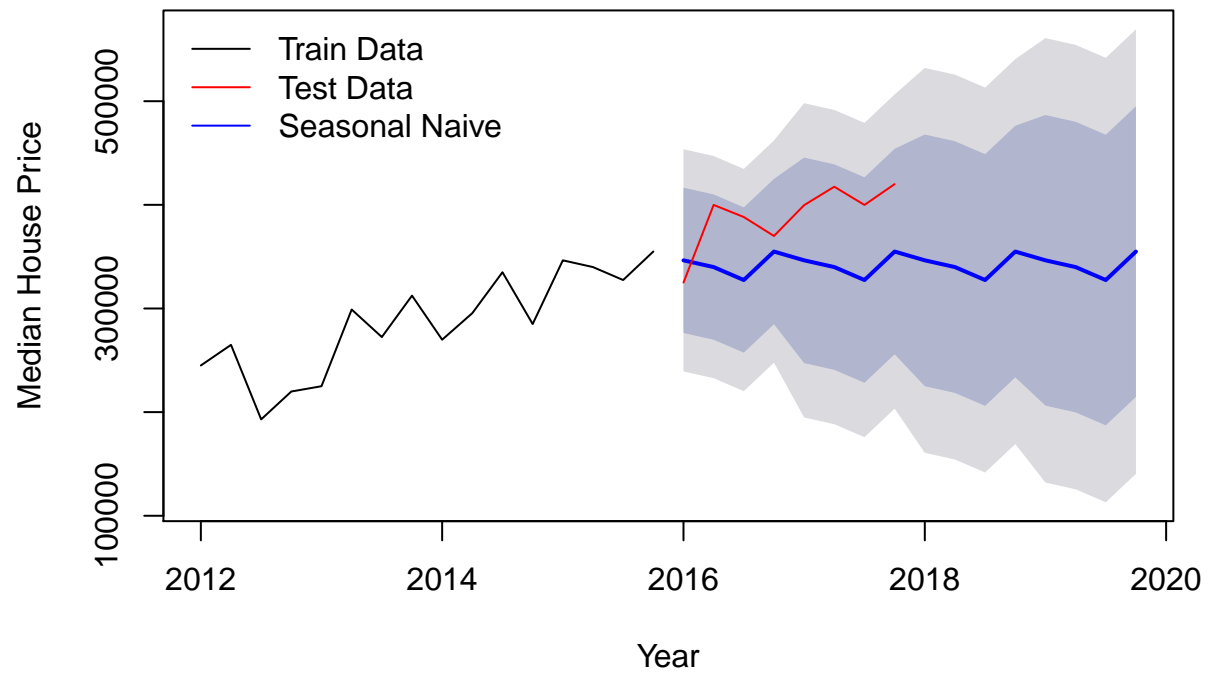 Train Data
Test Data
Seasonal Naive
Median House Price
500000
300000
100000
2012 2014 2016 2018 2020
Year